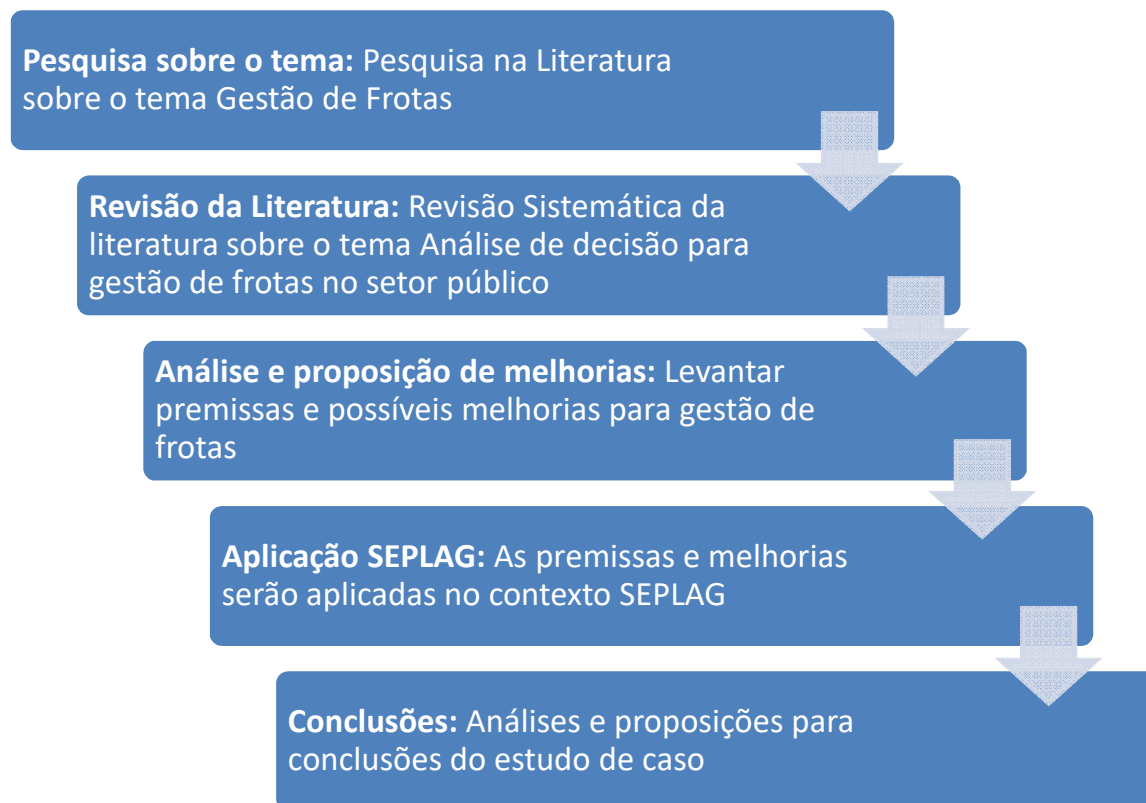 Pesquisa sobre o tema: Pesquisa na Literatura
sobre o tema Gestão de Frotas
Revisão da Literatura: Revisão Sistemática da
literatura sobre o tema Análise de decisão para
gestão de frotas no setor público
Análise e proposição de melhorias: Levantar
premissas e possíveis melhorias para gestão de
frotas
Aplicação SEPLAG: As premissas e melhorias
serão aplicadas no contexto SEPLAG
Conclusões: Análises e proposições para
conclusões do estudo de caso